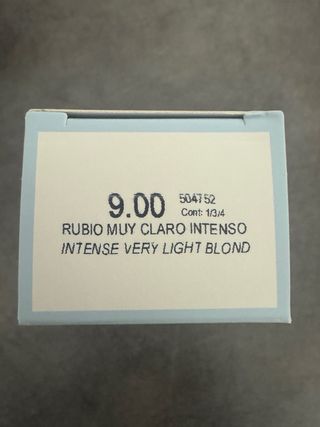 9.00 504752
Cont: 1/3/4
RUBIO MUY CLARO INTENSO
INTENSE VERY LIGHT BLOND